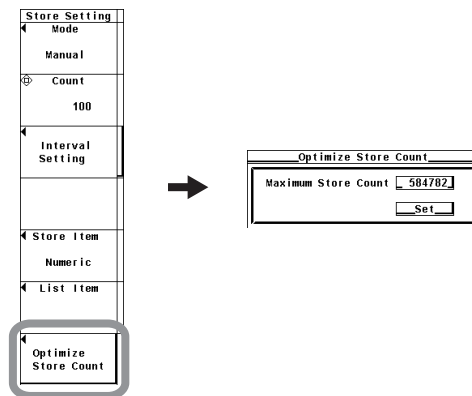 Store Setting
Mode
Manual
Count
100
Interval
Setting
Store Item
Numeric
List Item
Optimize
Store Count
Optimize Store Count
Maximum Store Count 584782
Set